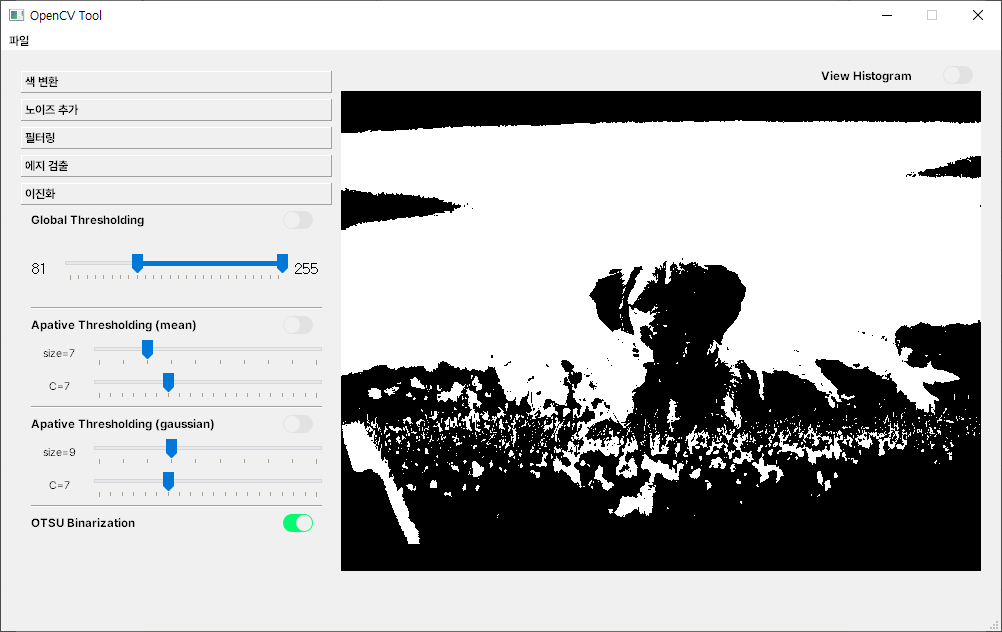 OpenCV Tool
파일
색 변환
노이즈 추가
필터링
에지 검출
이진화
Global Thresholding
81
255
Apative Thresholding (mean)
size=7
C=7
Apative Thresholding (gaussian)
size=9
C=7
OTSU Binarization
View Histogram